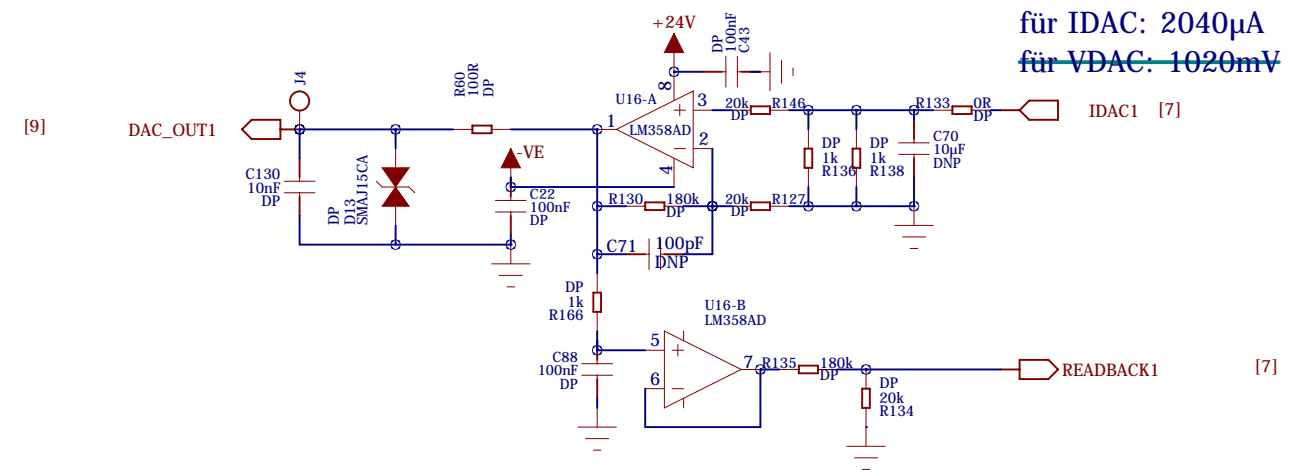 +24V
für IDAC: 2040µA
für VDAC: 1020mV
J4
R60
100R
DP
DP
100nF
C43
8
U16-A
LM358AD
1
3
2
4
20k
DP
R146
R133
0R
DP
IDAC1
[7]
[9]
DAC_OUT1
-VE
DP
1k
R136
DP
1k
R138
C70
10µF
DNP
C130
10nF
DP
DP
D13
SMAJ15CA
C22
100nF
DP
R130
180k
DP
20k
DP
R127
C71
100pF
DNP
DP
1k
R166
U16-B
LM358AD
C88
100nF
DP
5
6
7
R135
180k
DP
READBACK1
[7]
DP
20k
R134